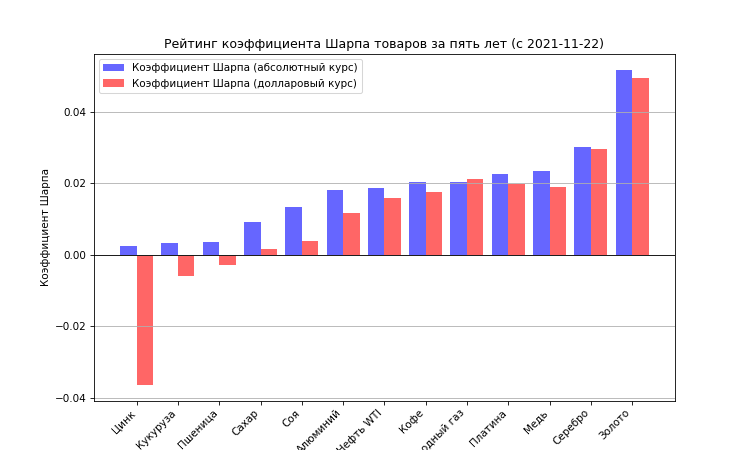 Рейтинг коэффициента Шарпа товаров за пять лет (с 2021-11-22)
Коэффициент Шарпа (абсолютный курс)
Коэффициент Шарпа (долларовый курс)
Коэффициент Шарпа
0.04
0.02
0.00
−0.02
−0.04
Цинк
Кукуруза
Пшеница
Сахар
Соя
Алюминий
Нефть WTI
Кофе
газ
Платина
Медь
Серебро
Золото